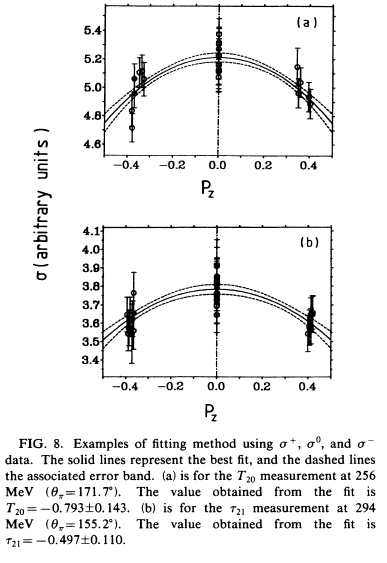 (a)
5.4
5.2
5.0
4.8
4.6
−0.4 −0.2 0.0 0.2 0.4
Pz
σ (arbitrary units)
(b)
4.1
4.0
3.9
3.8
3.7
3.6
3.5
3.4
−0.4 −0.2 0.0 0.2 0.4
Pz
FIG. 8. Examples of fitting method using σ⁺, σ⁰, and σ⁻
data. The solid lines represent the best fit, and the dashed lines
the associated error band. (a) is for the T₂₀ measurement at 256
MeV (θπ=171.7°). The value obtained from the fit is
T₂₀=−0.793±0.143. (b) is for the τ₂₁ measurement at 294
MeV (θπ=155.2°). The value obtained from the fit is
τ₂₁=−0.497±0.110.